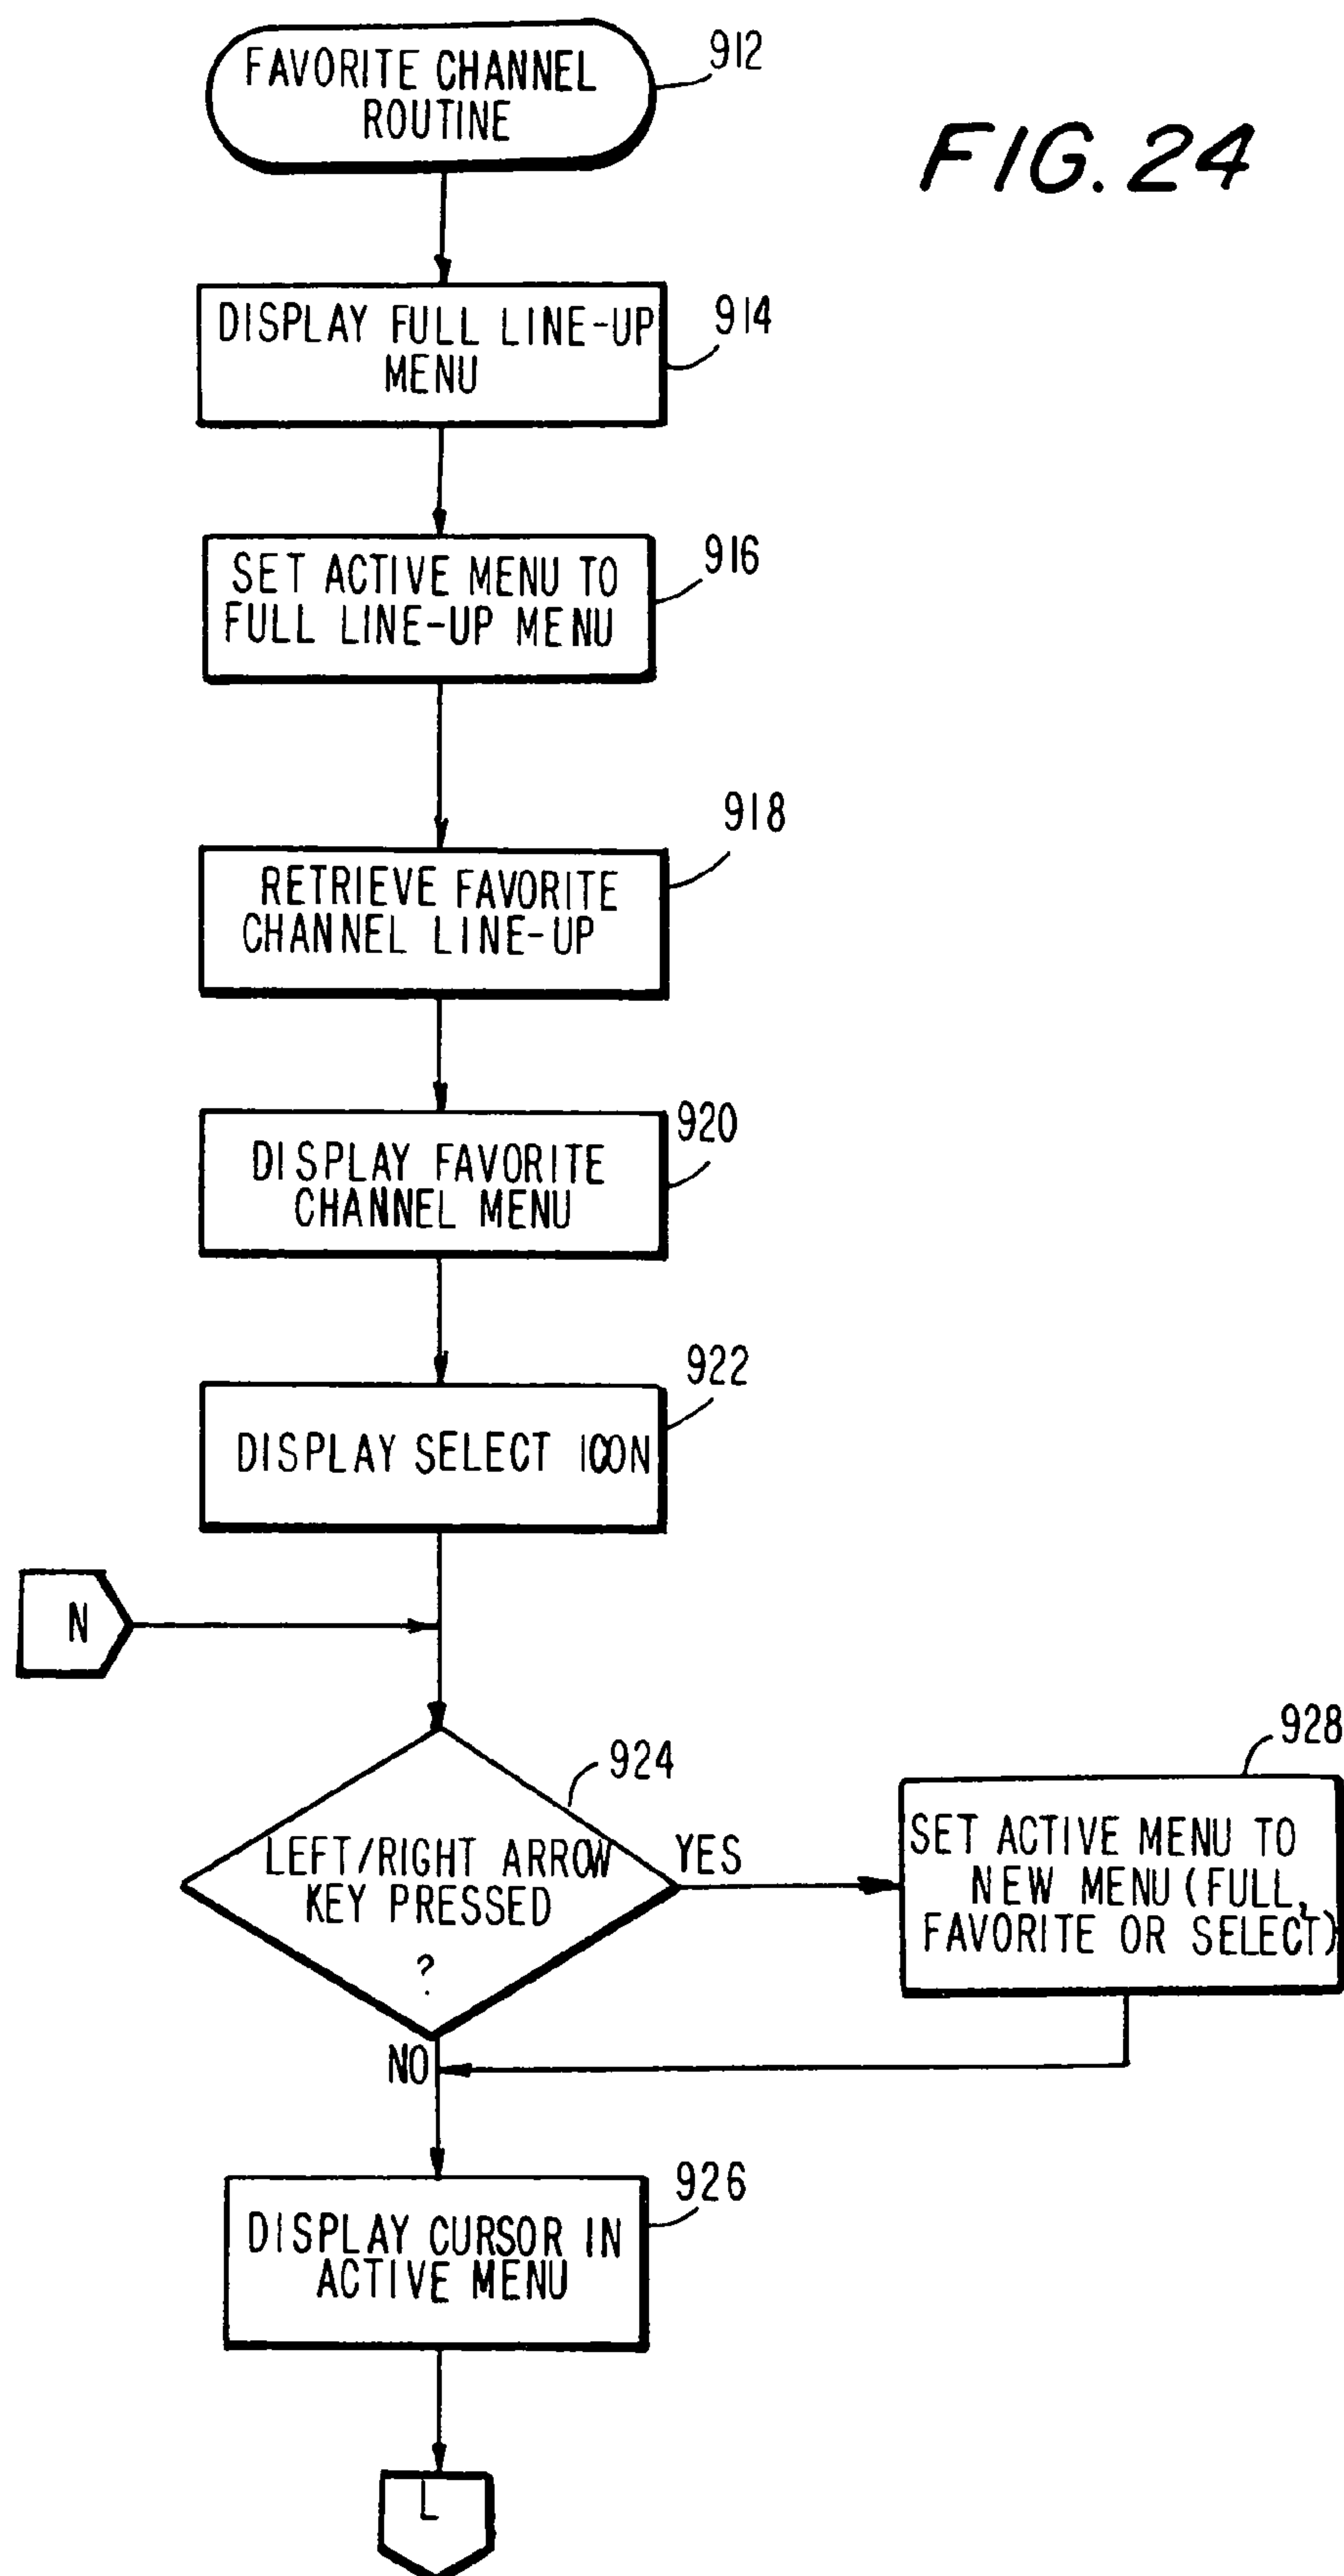 FAVORITE CHANNEL
ROUTINE
912
FIG. 24
DISPLAY FULL LINE-UP
MENU
914
SET ACTIVE MENU TO
FULL LINE-UP MENU
916
RETRIEVE FAVORITE
CHANNEL LINE-UP
918
DISPLAY FAVORITE
CHANNEL MENU
920
DISPLAY SELECT ICON
922
N
LEFT/RIGHT ARROW
KEY PRESSED
?
924
YES
SET ACTIVE MENU TO
NEW MENU (FULL,
FAVORITE OR SELECT)
928
NO
DISPLAY CURSOR IN
ACTIVE MENU
926
L